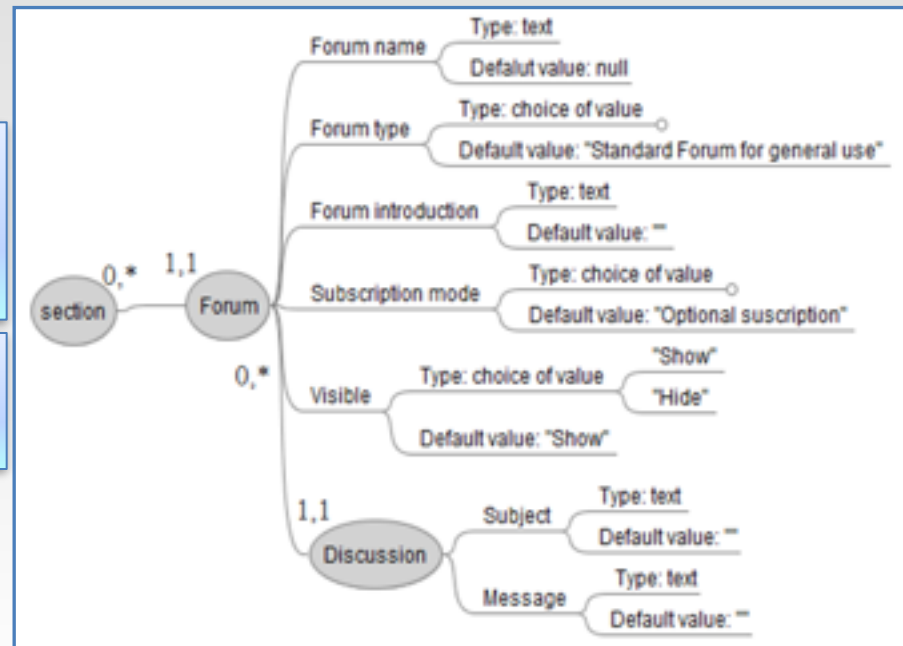 Forum name
Type: text
Defalut value: null
Forum type
Type: choice of value
Default value: "Standard Forum for general use"
Forum introduction
Type: text
Default value: ""
section
0,*
1,1
Forum
Subscription mode
Type: choice of value
Default value: "Optional suscription"
0,*
Visible
Type: choice of value
"Show"
"Hide"
Default value: "Show"
1,1
Discussion
Subject
Type: text
Default value: ""
Message
Type: text
Default value: ""